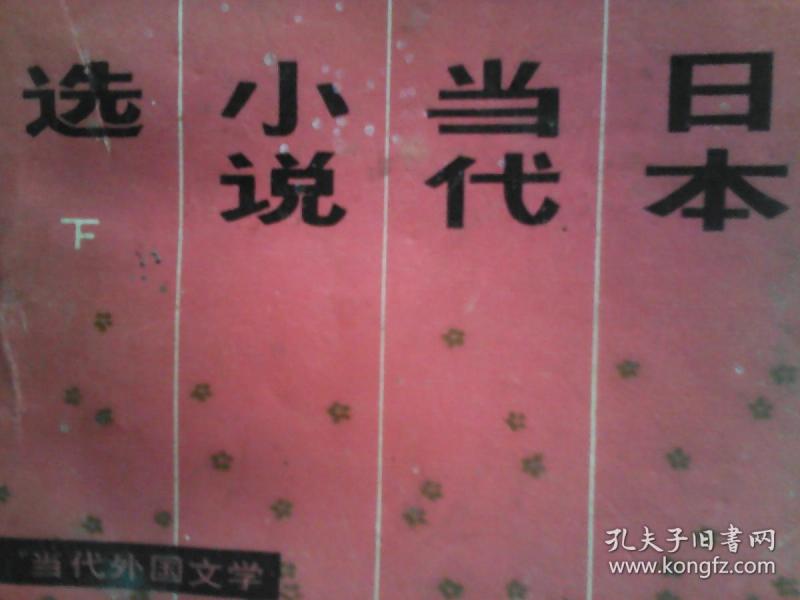 日本
当代
小说
选
下
当代外国文学
孔夫子旧书网
www.kongfz.com